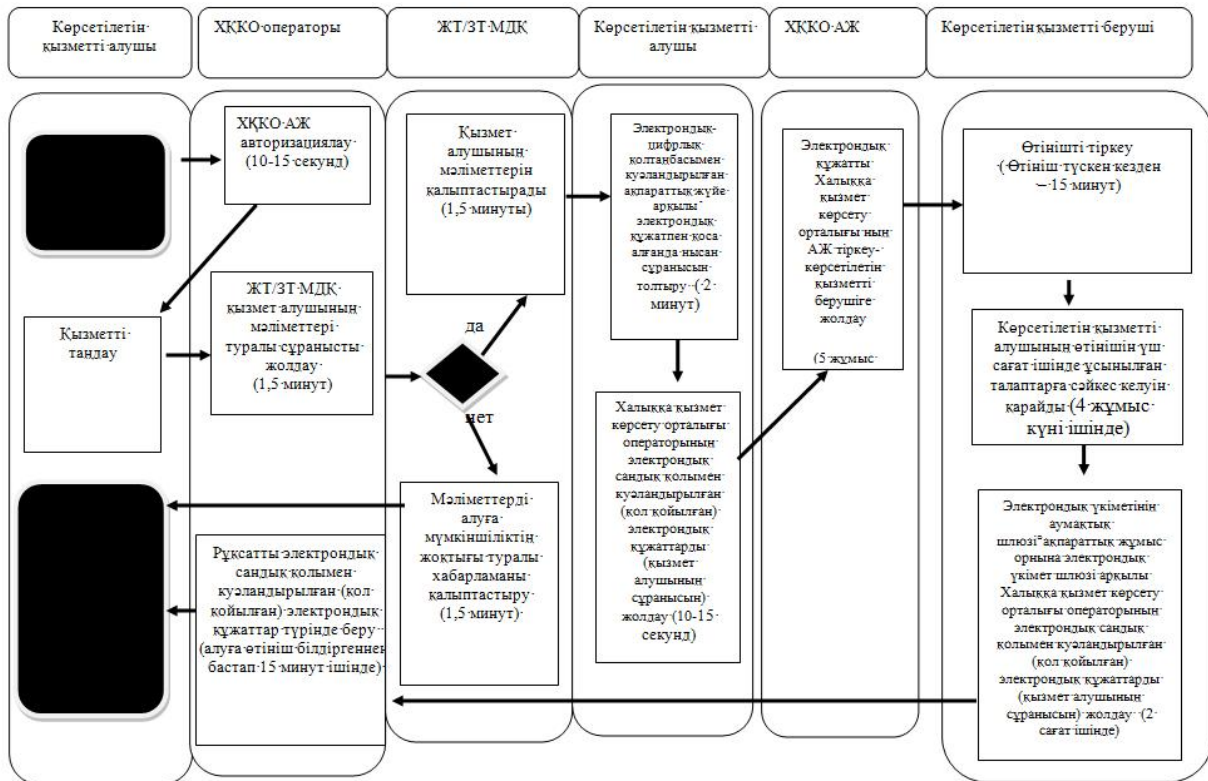 Көрсетілетін
қызметті алушы
ХҚКО операторы
ЖТ/ЗТ МДҚ
Көрсетілетін қызметті
алушы
ХҚКО АЖ
Көрсетілетін қызметті беруші
ХҚКО АЖ
авторизациялау
(10-15 секунд)
Қызметті
таңдау
ЖТ/ЗТ МДҚ
қызмет алушының
мәліметтері
туралы сұранысты
жолдау
(1,5 минут)
Рұқсатты электрондық
сандық қолымен
куәландырылған (қол
қойылған) электрондық
құжаттар түрінде беру
(алуға өтініш білдіргеннен
бастап 15 минут ішінде)
Қызмет
алушының
мәліметтерін
қалыптастырады
(1,5 минуты)
да
нет
Мәліметтерді
алуға
мүмкіншіліктің
жоқтығы туралы
хабарламаны
қалыптастыру
(1,5 минут)
Электрондық-
цифрлық
қолтаңбасымен
куәландырылған
ақпараттық жүйе
арқылы
электрондық
құжатпен қоса
алғанда нысан
сұранысын
толтыру (2
минут)
Халыққа қызмет
көрсету орталығы
операторының
электрондық
сандық қолымен
куәландырылған
(қол қойылған)
электрондық
құжаттарды
(қызмет
алушының
сұранысын)
жолдау (10-15
секунд)
Электрондық
құжатты
Халыққа
қызмет
көрсету
орталығы ның
АЖ тіркеу-
көрсетілетін
қызметті
берушіге
жолдау
(5 жұмыс
Өтінішті тіркеу
( Өтініш түскен кезден
– 15 минут)
Көрсетілетін қызметті
алушының өтінішін үш
сағат ішінде ұсынылған
талаптарға сәйкес келуін
қарайды (4 жұмыс
күні ішінде)
Электрондық үкіметінің
аумақтық
шлюзі ақпараттық жұмыс
орнына электрондық
үкімет шлюзі арқылы
Халыққа қызмет көрсету
орталығы операторының
электрондық сандық
қолымен куәландырылған
(қол қойылған)
электрондық құжаттарды
(қызмет алушының
сұранысын) жолдау (2
сағат ішінде)